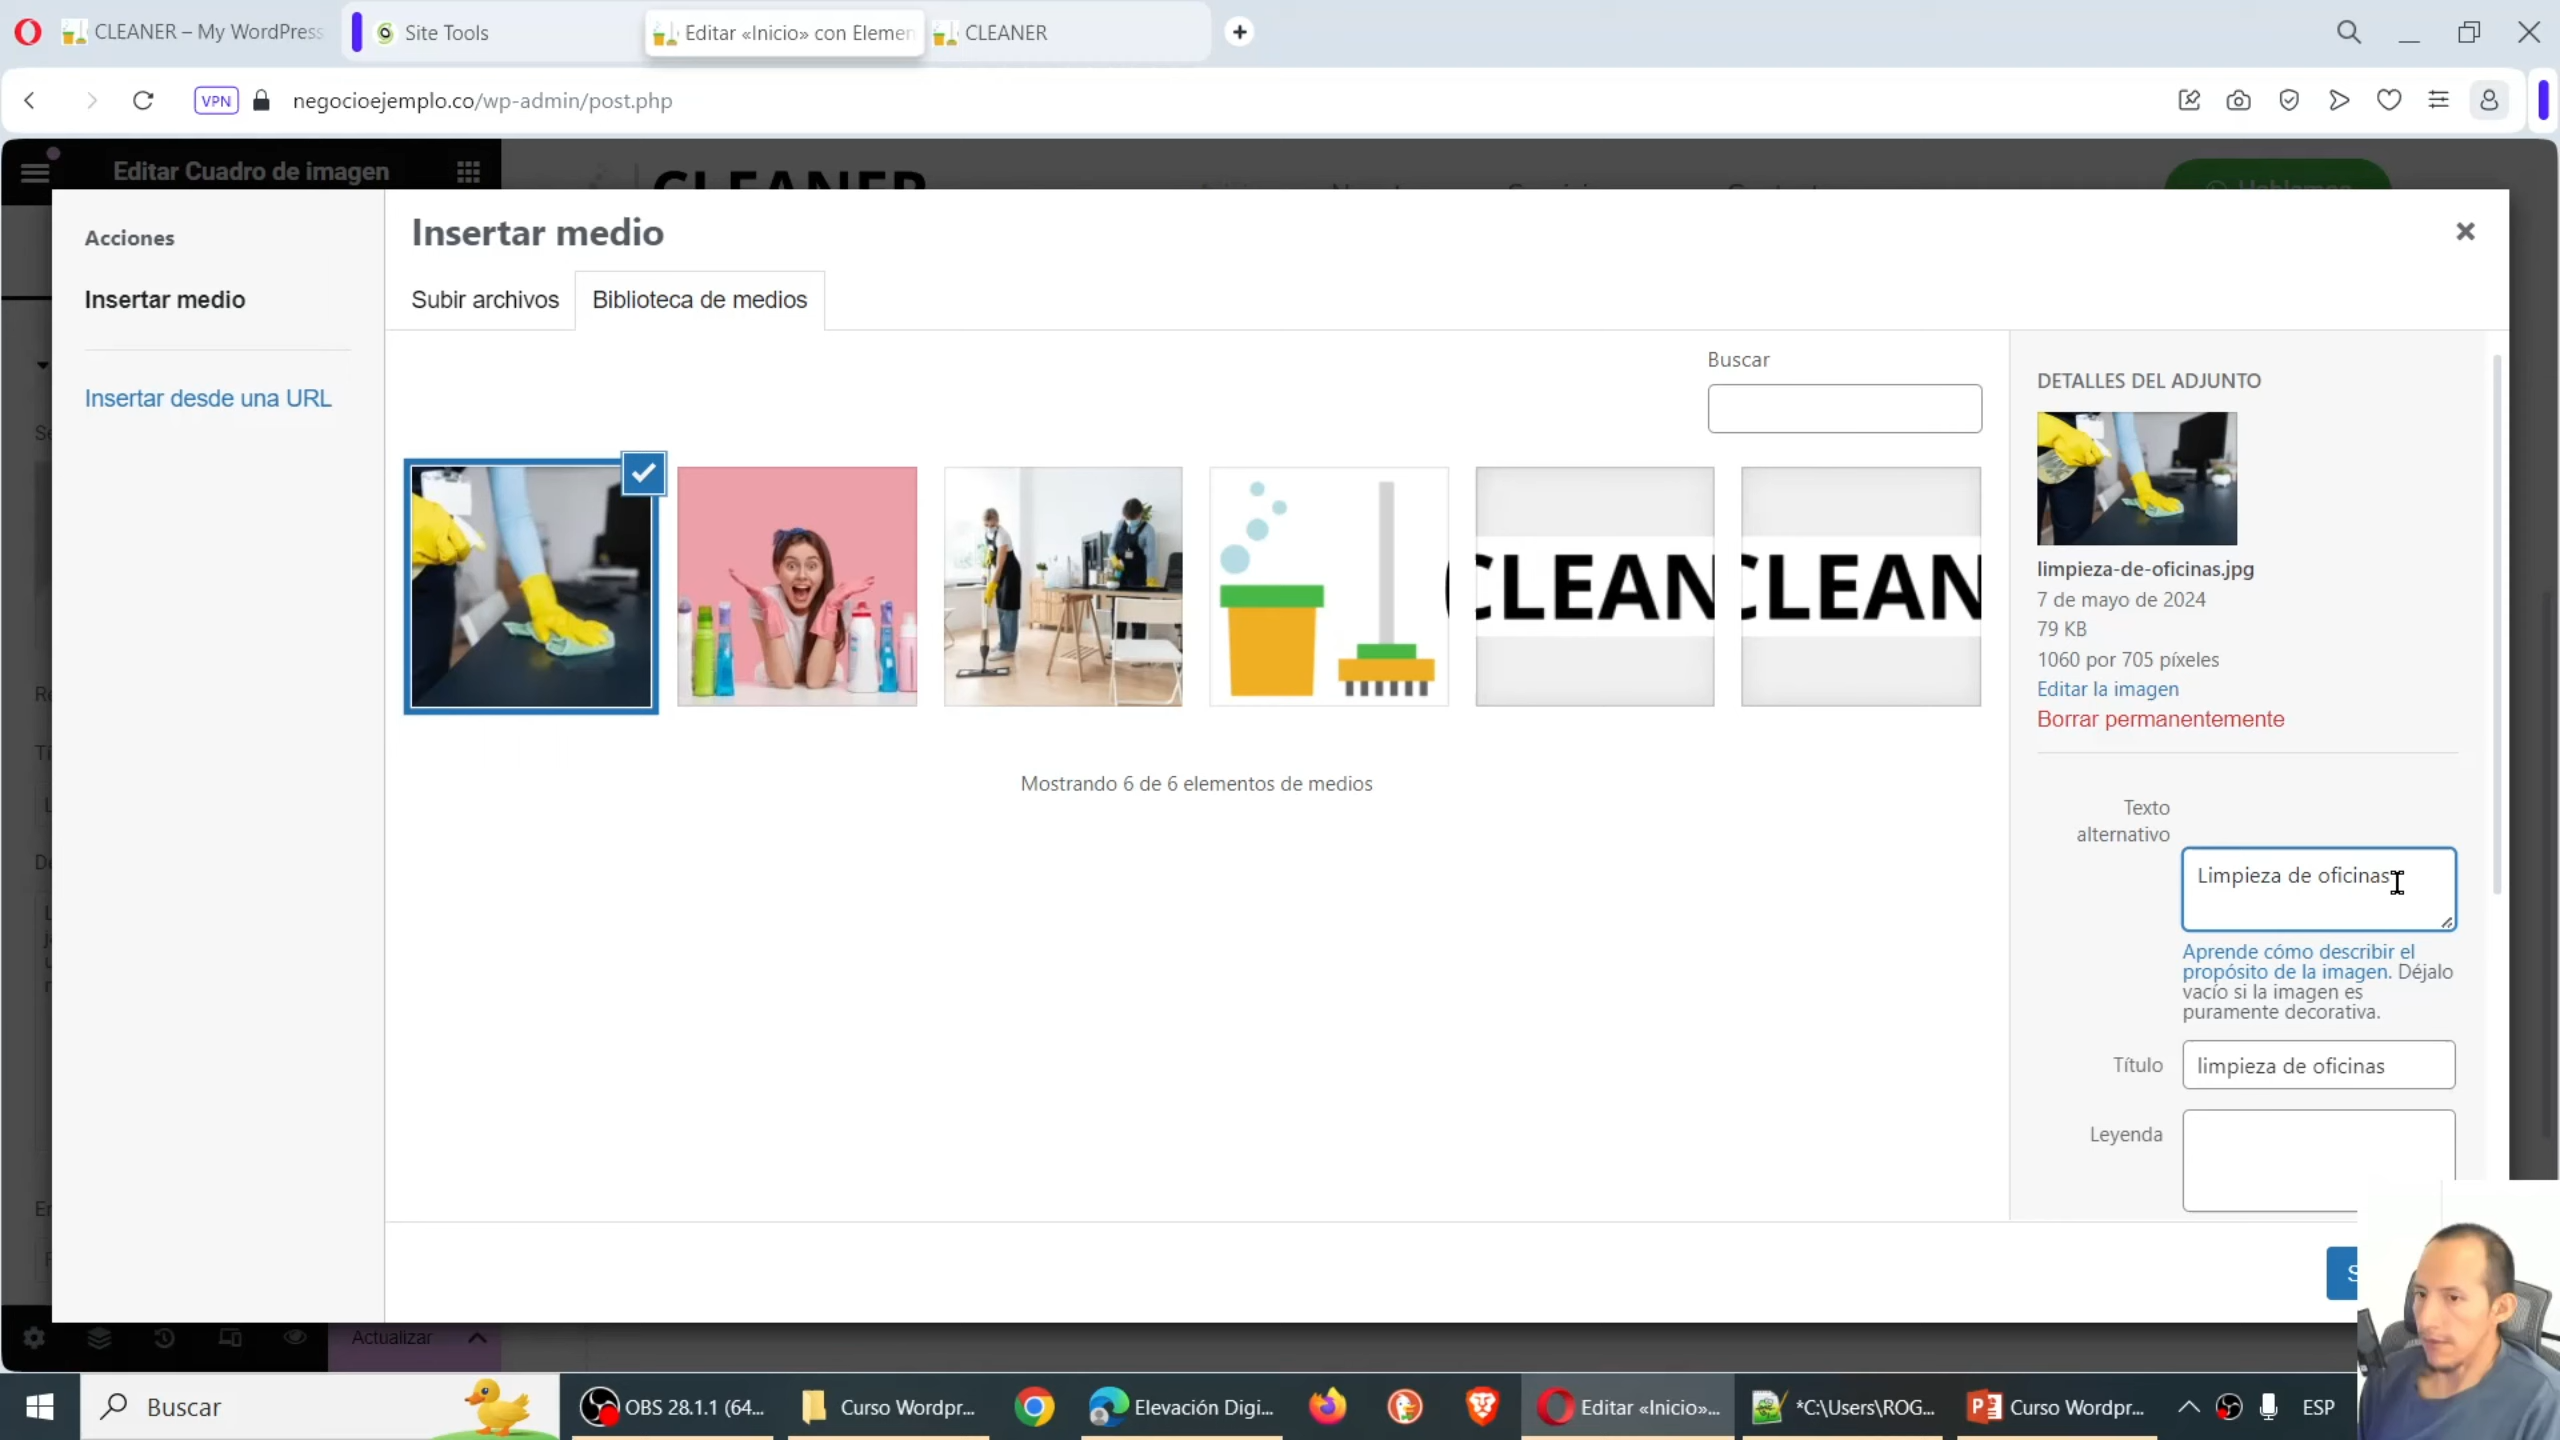 CLEANER – My WordPress
Site Tools
Editar «Inicio» con Elemen
CLEANER
VPN
negocioejemplo.co/wp-admin/post.php
Editar Cuadro de imagen
CLEANER
Acciones
Insertar medio
Insertar desde una URL
Insertar medio
Subir archivos
Biblioteca de medios
Buscar
CLEAN
CLEAN
Mostrando 6 de 6 elementos de medios
DETALLES DEL ADJUNTO
limpieza-de-oficinas.jpg
7 de mayo de 2024
79 KB
1060 por 705 píxeles
Editar la imagen
Borrar permanentemente
Texto
alternativo
Limpieza de oficinas
Aprende cómo describir el
propósito de la imagen. Déjalo
vacío si la imagen es
puramente decorativa.
Título
limpieza de oficinas
Leyenda
Actualizar
Buscar
OBS 28.1.1 (64...
Curso Wordpr...
Elevación Digi...
Editar «Inicio»...
*C:\Users\ROG...
Curso Wordpr...
ESP